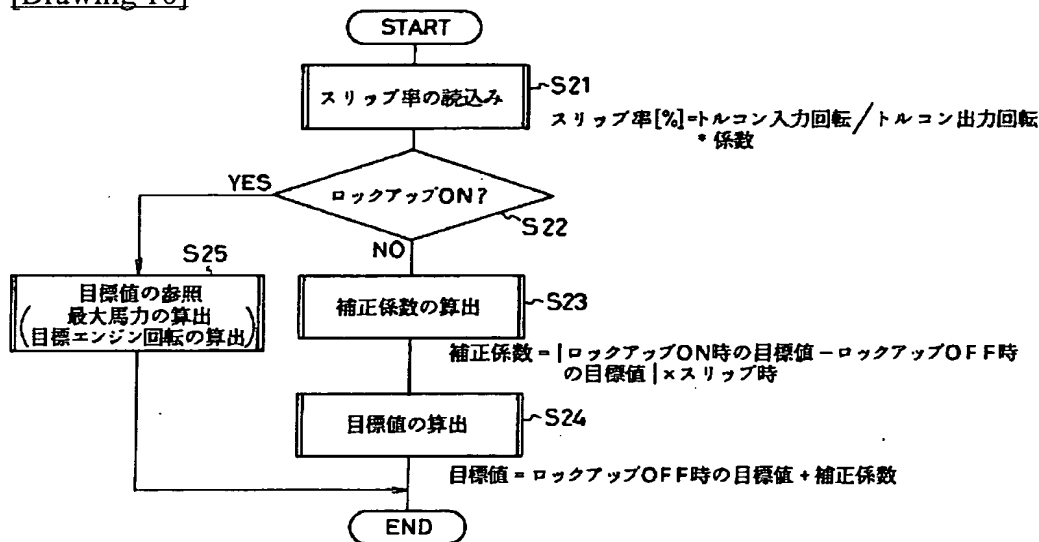 [Drawing 10]
START
スリップ率の読込み
S21
スリップ率[%]=トルコン入力回転/トルコン出力回転
* 係数
YES
ロックアップON?
S22
NO
S25
目標値の参照
最大馬力の算出
(目標エンジン回転の算出)
補正係数の算出
S23
補正係数=|ロックアップON時の目標値-ロックアップOFF時
の目標値|×スリップ時
目標値の算出
S24
目標値=ロックアップOFF時の目標値+補正係数
END